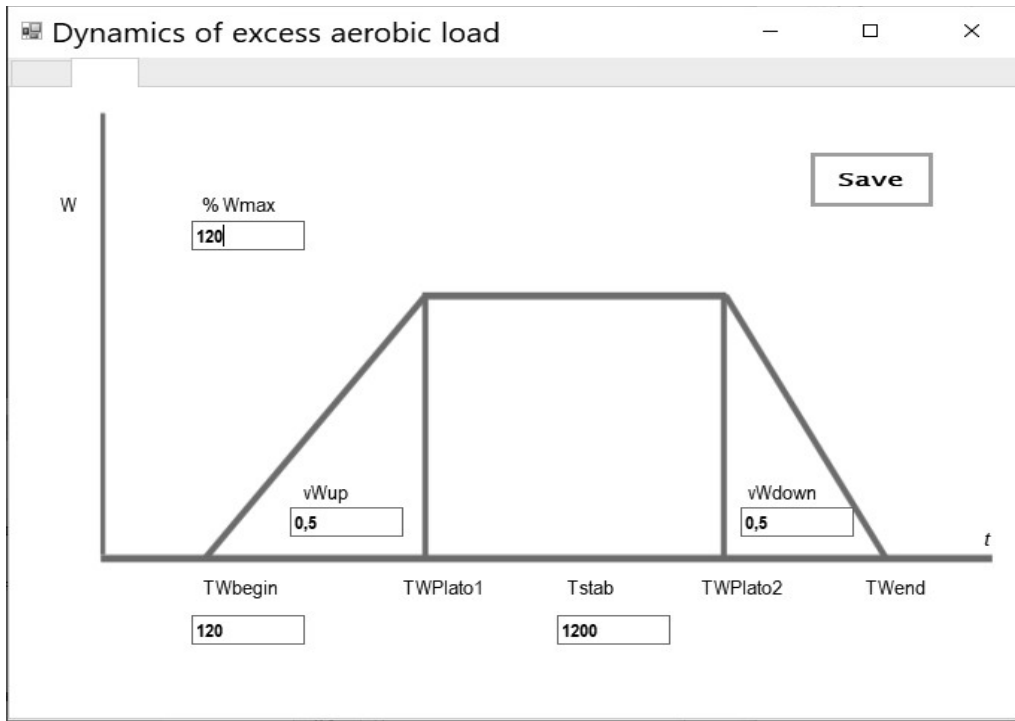 Dynamics of excess aerobic load
Save
W
% Wmax
120
vWup
0,5
vWdown
0,5
t
TWbegin
TWPlato1
Tstab
TWPlato2
TWend
120
1200